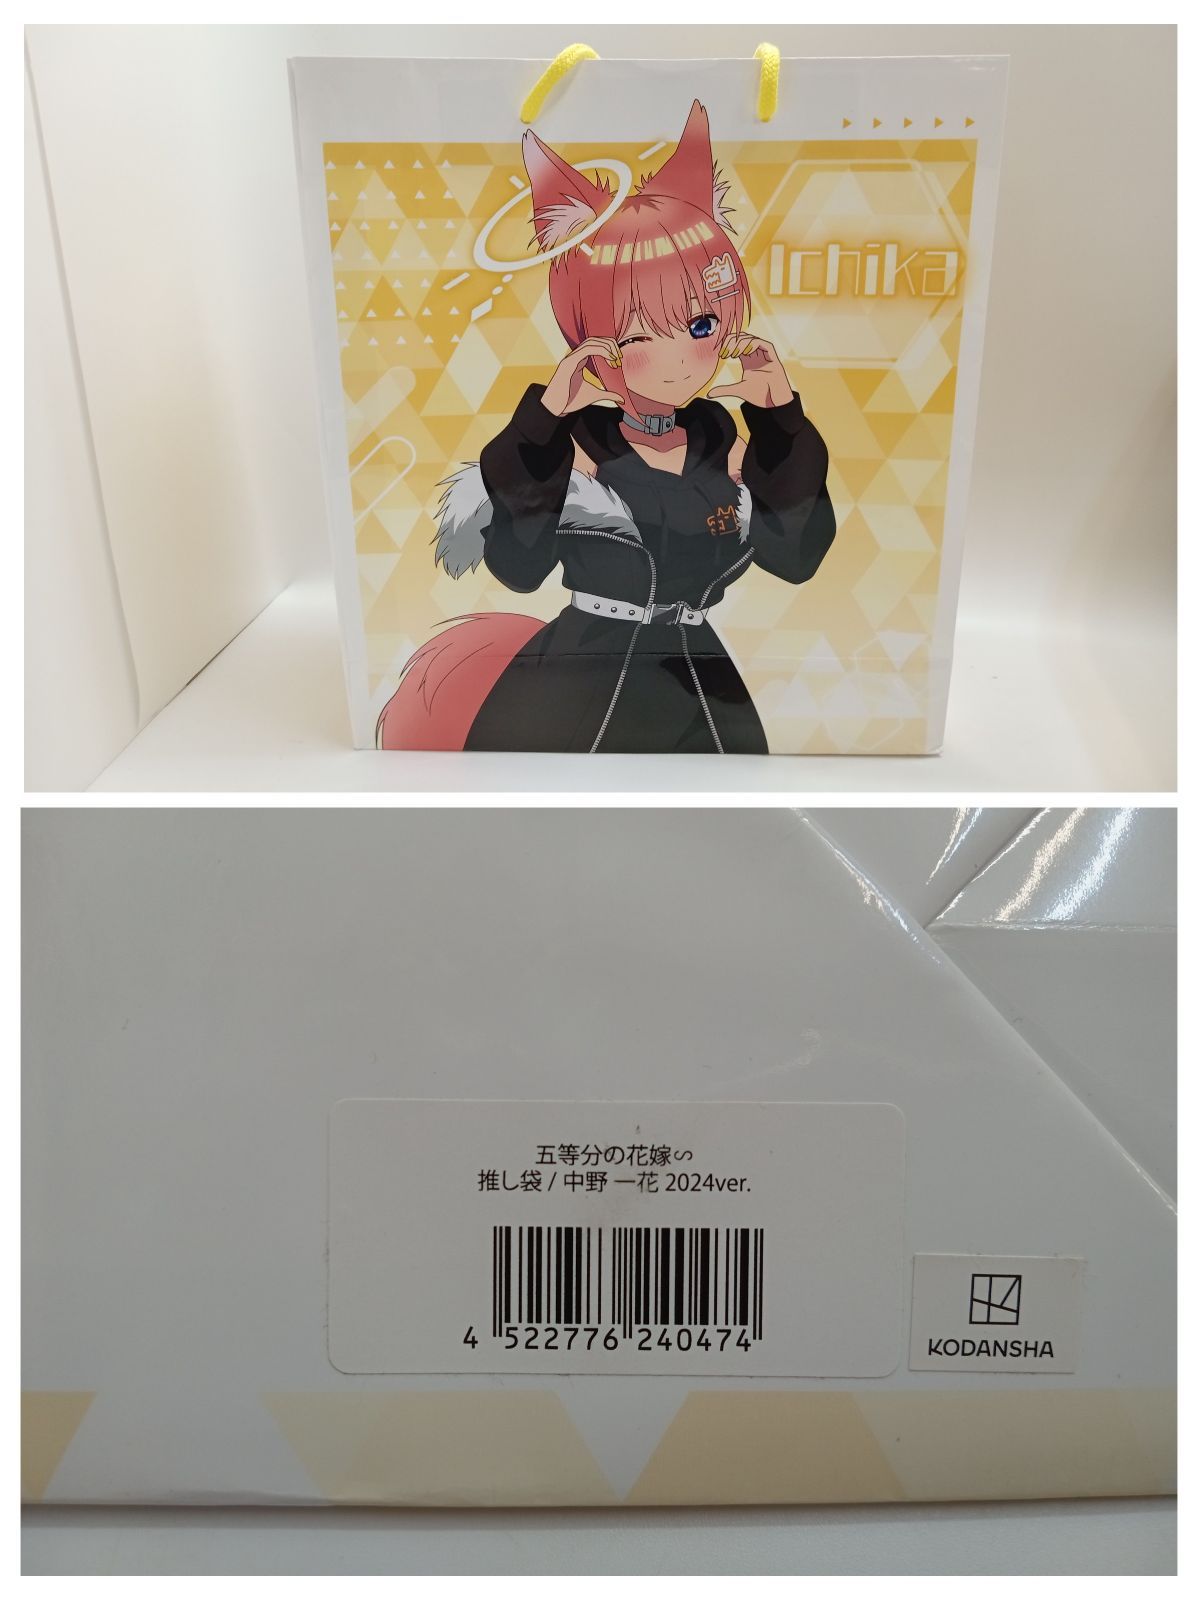 Ichika
五等分の花嫁∽
推し袋 / 中野 一花 2024ver.
4 522776 240474
KODANSHA